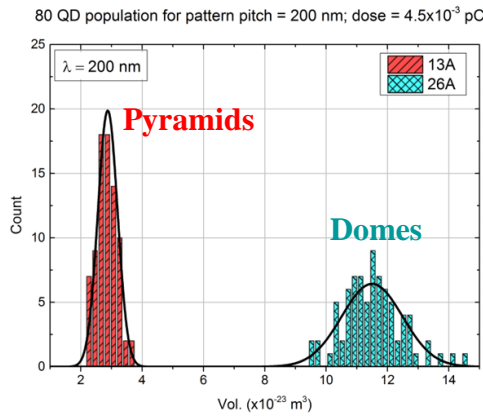 80 QD population for pattern pitch = 200 nm; dose = 4.5x10⁻³ pC
25
20
15
10
5
0
Count
λ = 200 nm
13A
26A
Pyramids
Domes
2 4 6 8 10 12 14
Vol. (x10⁻²³ m³)